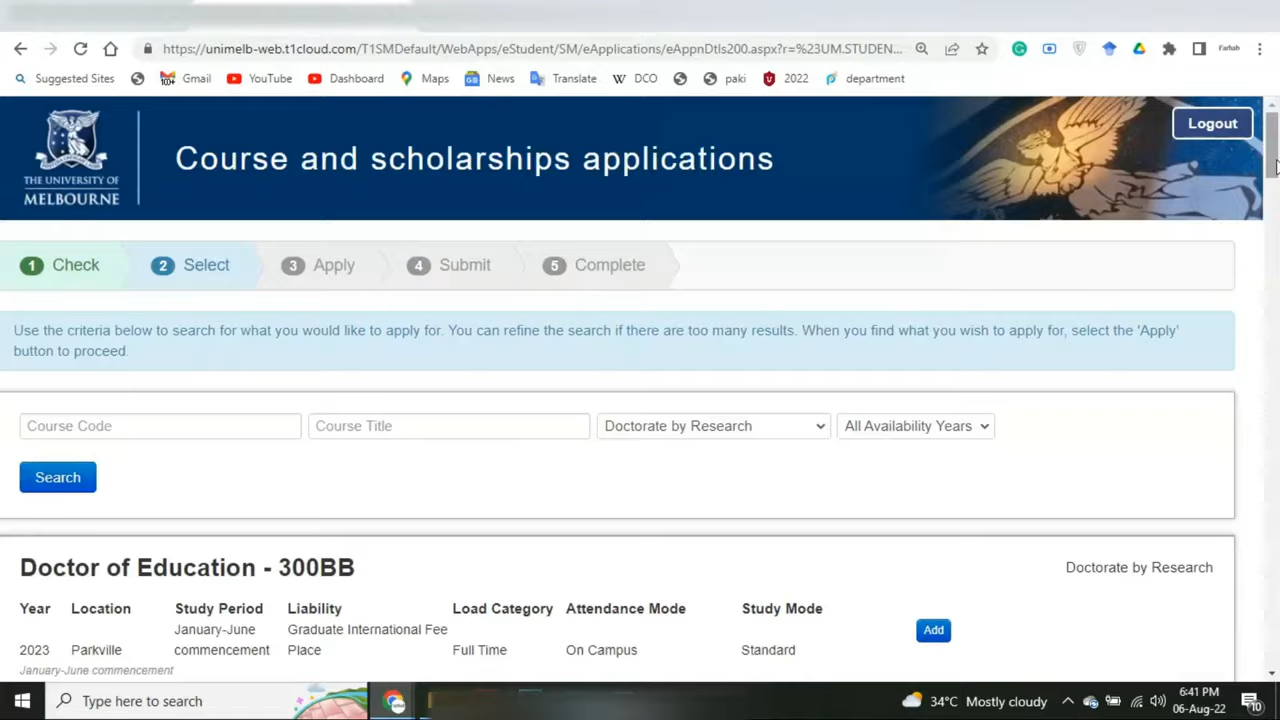 https://unimelb-web.t1cloud.com/T1SMDefault/WebApps/eStudent/SM/eApplications/eAppnDtls200.aspx?r=%23UM.STUDEN...
Farhab
Suggested Sites
100+ Gmail
YouTube
Dashboard
Maps
News
Translate
W DCO
paki
2022
department
THE UNIVERSITY OF
MELBOURNE
Course and scholarships applications
Logout
1 Check
2 Select
3 Apply
4 Submit
5 Complete
Use the criteria below to search for what you would like to apply for. You can refine the search if there are too many results. When you find what you wish to apply for, select the 'Apply'
button to proceed.
Course Code
Course Title
Doctorate by Research
All Availability Years
Search
Doctor of Education - 300BB
Doctorate by Research
Year Location Study Period Liability Load Category Attendance Mode Study Mode
January-June Graduate International Fee
Add
2023 Parkville commencement Place Full Time On Campus Standard
January-June commencement
Type here to search
34°C Mostly cloudy
6:41 PM
06-Aug-22
10